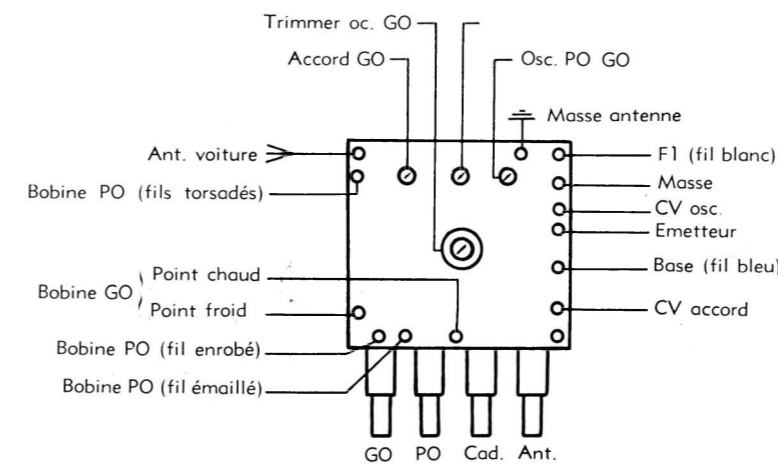 Trimmer oc. GO
Accord GO
Osc. PO GO
Masse antenne
Ant. voiture
F1 (fil blanc)
Bobine PO (fils torsadés)
Masse
CV osc.
Emetteur
Point chaud
Base (fil bleu)
Bobine GO
Point froid
CV accord
Bobine PO (fil enrobé)
Bobine PO (fil émaillé)
GO PO Cad. Ant.